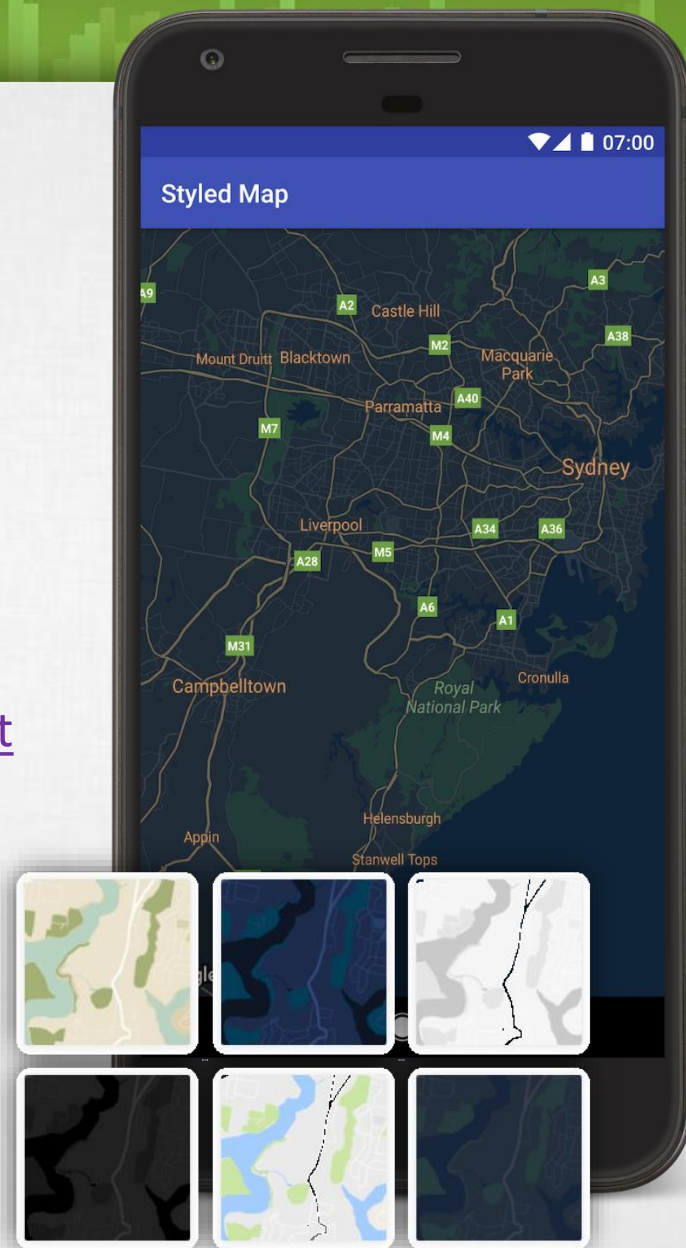 07:00
Styled Map
A9
A2
Castle Hill
A3
M2
A38
Mount Druitt
Blacktown
Macquarie
Park
Parramatta
A40
M7
M4
Sydney
Liverpool
A34
A36
M5
A28
A6
A1
M31
Campbelltown
Cronulla
Royal
National Park
t
Helensburgh
Appin
Stanwell Tops
gle